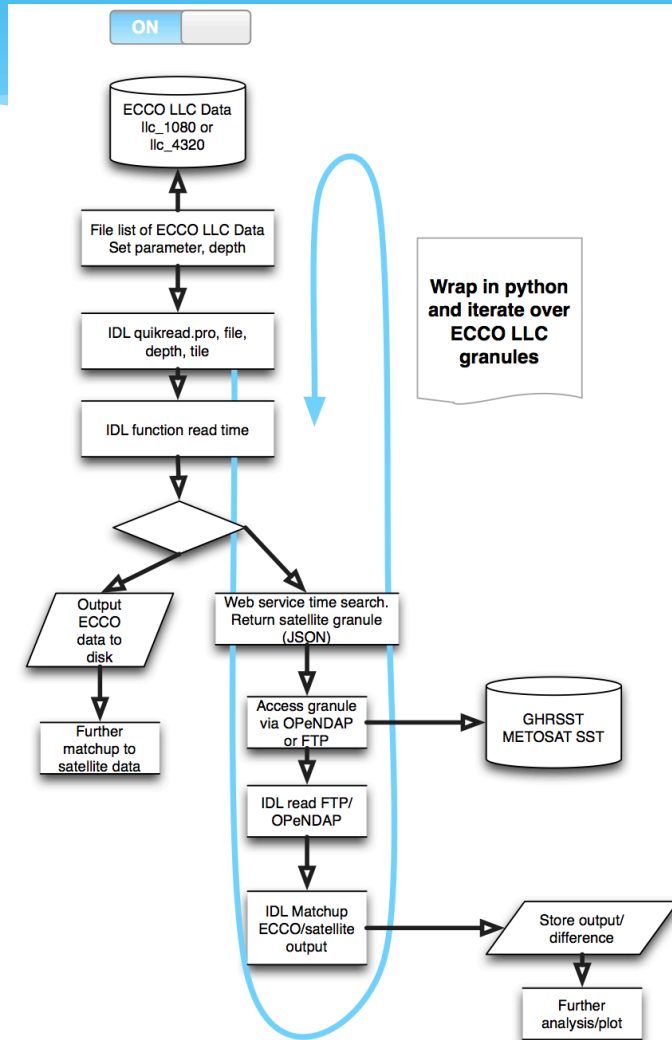 ON
ECCO LLC Data
llc_1080 or
llc_4320
File list of ECCO LLC Data
Set parameter, depth
Wrap in python
and iterate over
ECCO LLC
granules
IDL quikread.pro, file,
depth, tile
IDL function read time
Output
ECCO
data to
disk
Web service time search.
Return satellite granule
(JSON)
Further
matchup to
satellite data
Access granule
via OPeNDAP
or FTP
GHRSST
METOSAT SST
IDL read FTP/
OPeNDAP
IDL Matchup
ECCO/satellite
output
Store output/
difference
Further
analysis/plot